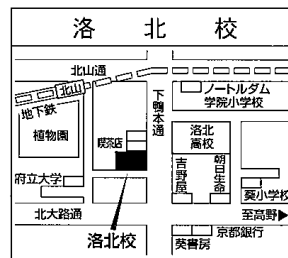 洛北校
北山通
北山
地下鉄
ノートルダム
学院小学校
下鴨本通
植物園
喫茶店
洛北
高校
吉野屋
朝日生命
府立大学
葵小学校
北大路通
至高野▶
洛北校
京都銀行
葵書房